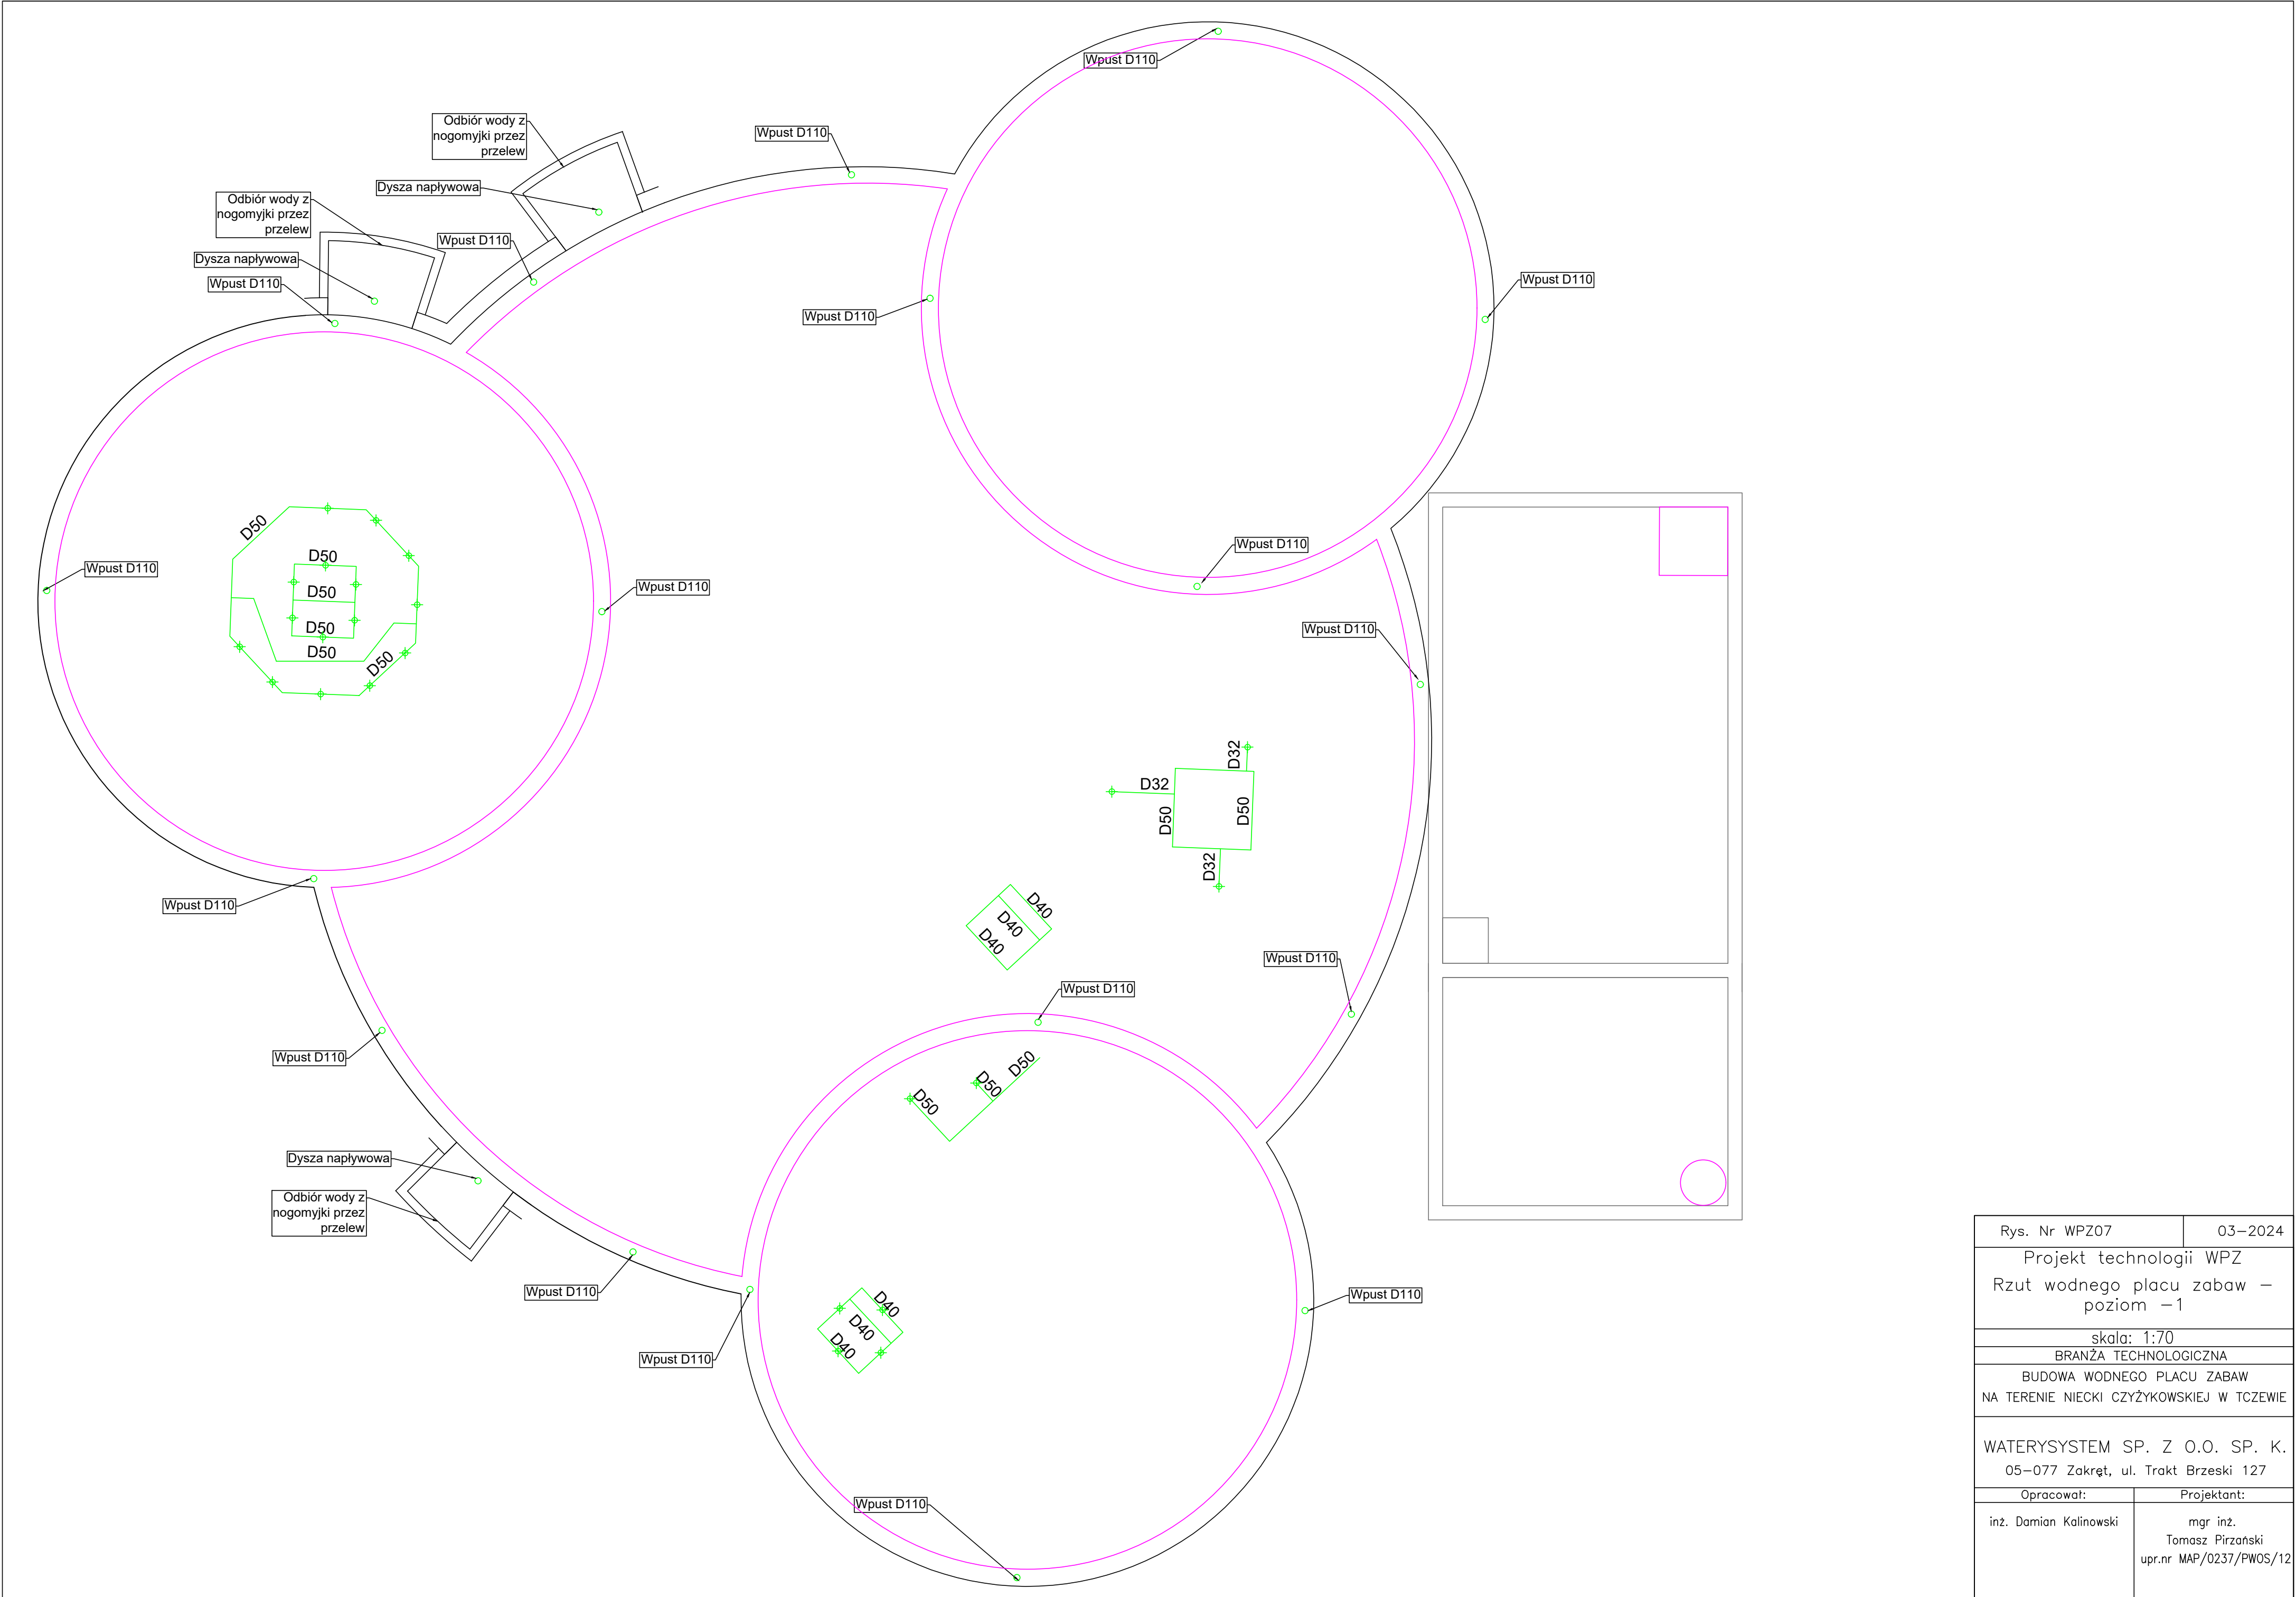 Wpust D110
Odbiór wody z
nogomyjki przez
przelew
Wpust D110
Dysza napływowa
Odbiór wody z
nogomyjki przez
przelew
Wpust D110
Dysza napływowa
Wpust D110
Wpust D110
Wpust D110
D50
Wpust D110
D50
Wpust D110
Wpust D110
D50
D50
D50
D50
Wpust D110
D32
D32
D50
D50
D32
Wpust D110
D40
D40
D40
Wpust D110
Wpust D110
Wpust D110
D50
D50
D50
Dysza napływowa
Odbiór wody z
nogomyjki przez
przelew
Wpust D110
Wpust D110
D40
D40
D40
Wpust D110
Wpust D110
Rys. Nr WPZ07
03-2024
Projekt technologii WPZ
Rzut wodnego placu zabaw -
poziom -1
skala: 1:70
BRANŻA TECHNOLOGICZNA
BUDOWA WODNEGO PLACU ZABAW
NA TERENIE NIECKI CZYŻYKOWSKIEJ W TCZEWIE
WATERYSYSTEM SP. Z O.O. SP. K.
05-077 Zakręt, ul. Trakt Brzeski 127
Opracował:
Projektant:
inż. Damian Kalinowski
mgr inż.
Tomasz Pirzański
upr.nr MAP/0237/PWOS/12